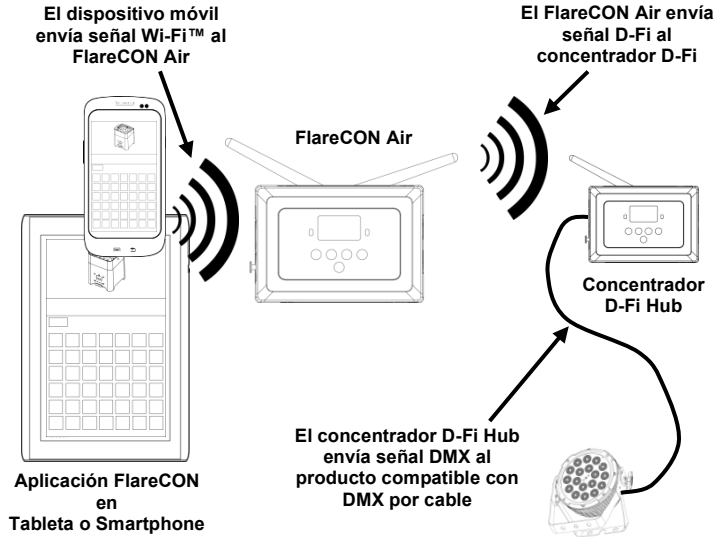 El dispositivo móvil
envía señal Wi-Fi™ al
FlareCON Air
El FlareCON Air envía
señal D-Fi al
concentrador D-Fi
FlareCON Air
Concentrador
D-Fi Hub
El concentrador D-Fi Hub
envía señal DMX al
producto compatible con
DMX por cable
Aplicación FlareCON
en
Tableta o Smartphone